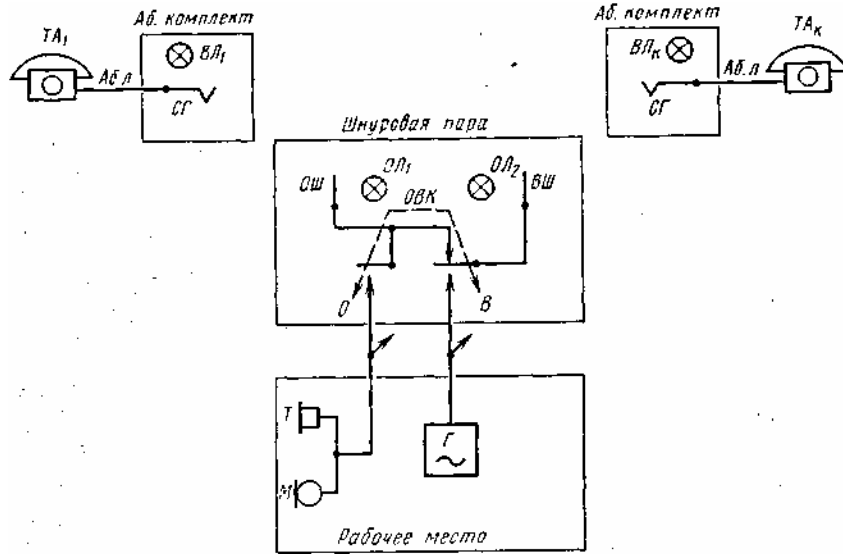 Аб. комплект
ТА₁
ВЛ₁
Аб л
СГ
Аб. комплект
ТАк
ВЛк
Аб.л
СГ
Шнуровая пара
ОШ
ОЛ₁
ОВК
ОЛ₂
ВШ
О
В
Т
Г
М
Рабочее место